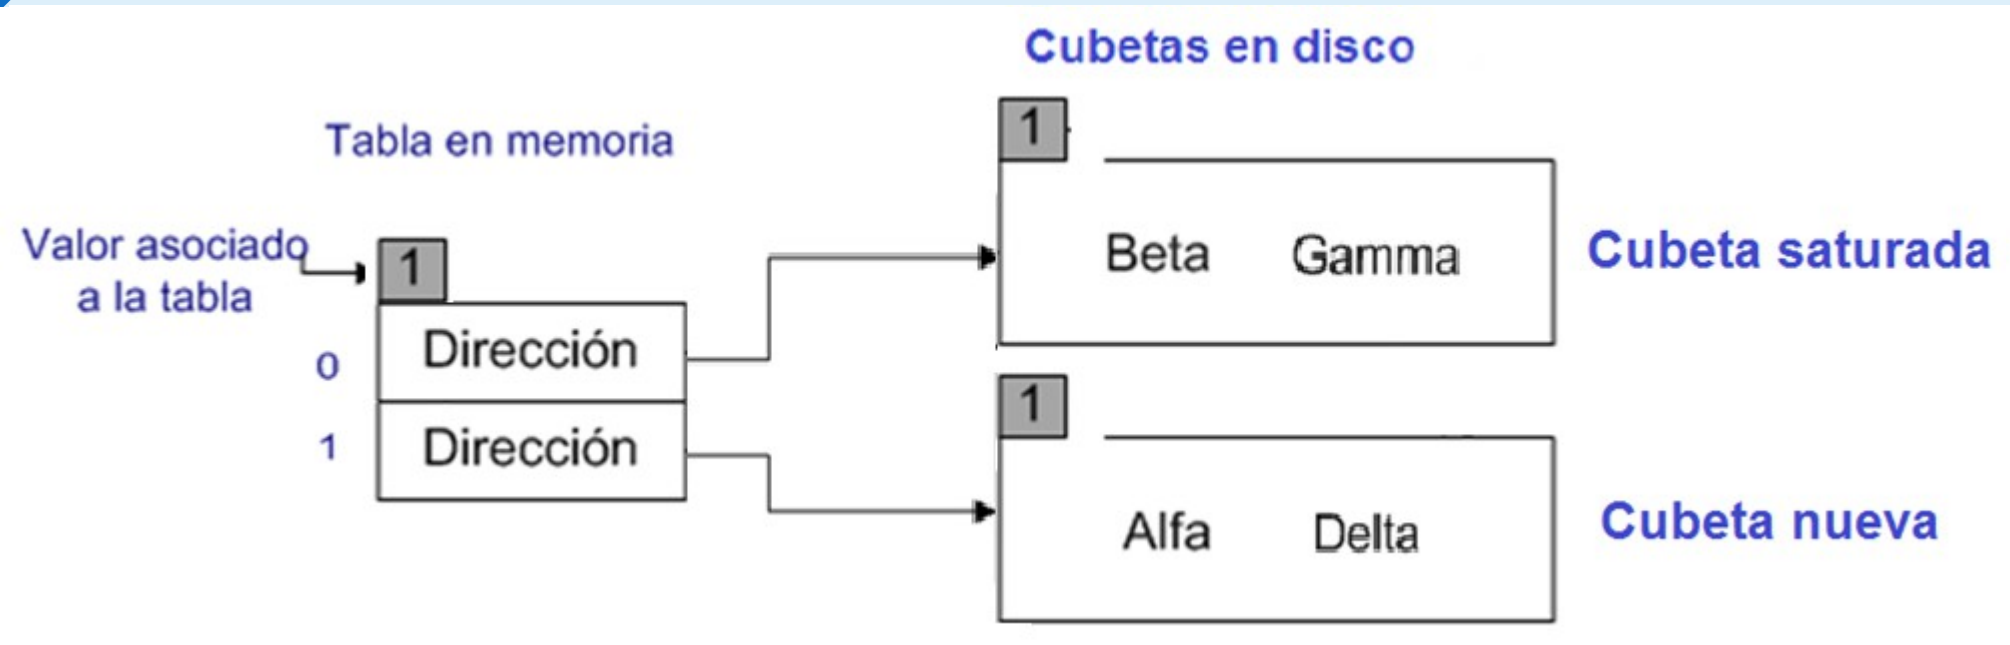 Cubetas en disco
1
Tabla en memoria
Valor asociado
a la tabla
1
Beta Gamma
Cubeta saturada
0
Dirección
1
Dirección
1
Alfa Delta
Cubeta nueva